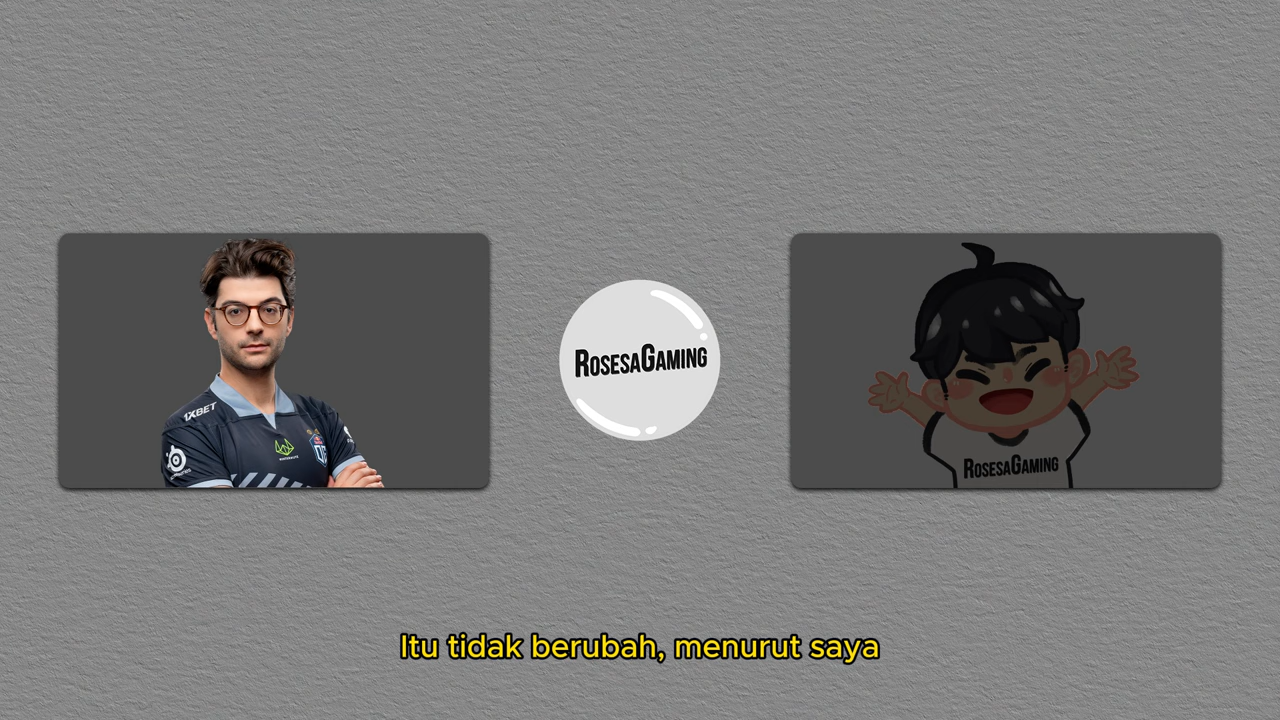 1XBET
RosesaGaming
RosesaGaming
Itu tidak berubah, menurut saya